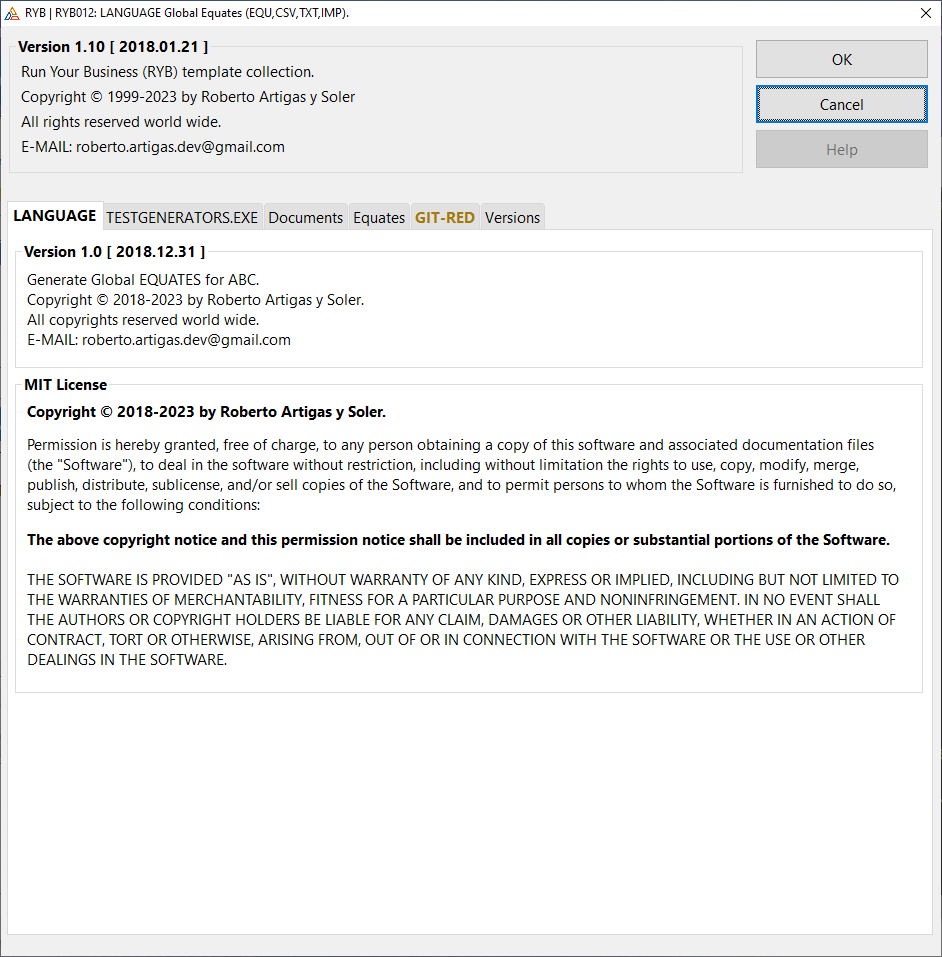 RYB | RYB012: LANGUAGE Global Equates (EQU,CSV,TXT,IMP).
Version 1.10 [ 2018.01.21 ]
Run Your Business (RYB) template collection.
Copyright © 1999-2023 by Roberto Artigas y Soler
All rights reserved world wide.
E-MAIL: roberto.artigas.dev@gmail.com
OK
Cancel
Help
LANGUAGE TESTGENERATORS.EXE Documents Equates GIT-RED Versions
Version 1.0 [ 2018.12.31 ]
Generate Global EQUATES for ABC.
Copyright © 2018-2023 by Roberto Artigas y Soler.
All copyrights reserved world wide.
E-MAIL: roberto.artigas.dev@gmail.com
MIT License
Copyright © 2018-2023 by Roberto Artigas y Soler.
Permission is hereby granted, free of charge, to any person obtaining a copy of this software and associated documentation files
(the "Software"), to deal in the software without restriction, including without limitation the rights to use, copy, modify, merge,
publish, distribute, sublicense, and/or sell copies of the Software, and to permit persons to whom the Software is furnished to do so,
subject to the following conditions:
The above copyright notice and this permission notice shall be included in all copies or substantial portions of the Software.
THE SOFTWARE IS PROVIDED "AS IS", WITHOUT WARRANTY OF ANY KIND, EXPRESS OR IMPLIED, INCLUDING BUT NOT LIMITED TO
THE WARRANTIES OF MERCHANTABILITY, FITNESS FOR A PARTICULAR PURPOSE AND NONINFRINGEMENT. IN NO EVENT SHALL
THE AUTHORS OR COPYRIGHT HOLDERS BE LIABLE FOR ANY CLAIM, DAMAGES OR OTHER LIABILITY, WHETHER IN AN ACTION OF
CONTRACT, TORT OR OTHERWISE, ARISING FROM, OUT OF OR IN CONNECTION WITH THE SOFTWARE OR THE USE OR OTHER
DEALINGS IN THE SOFTWARE.